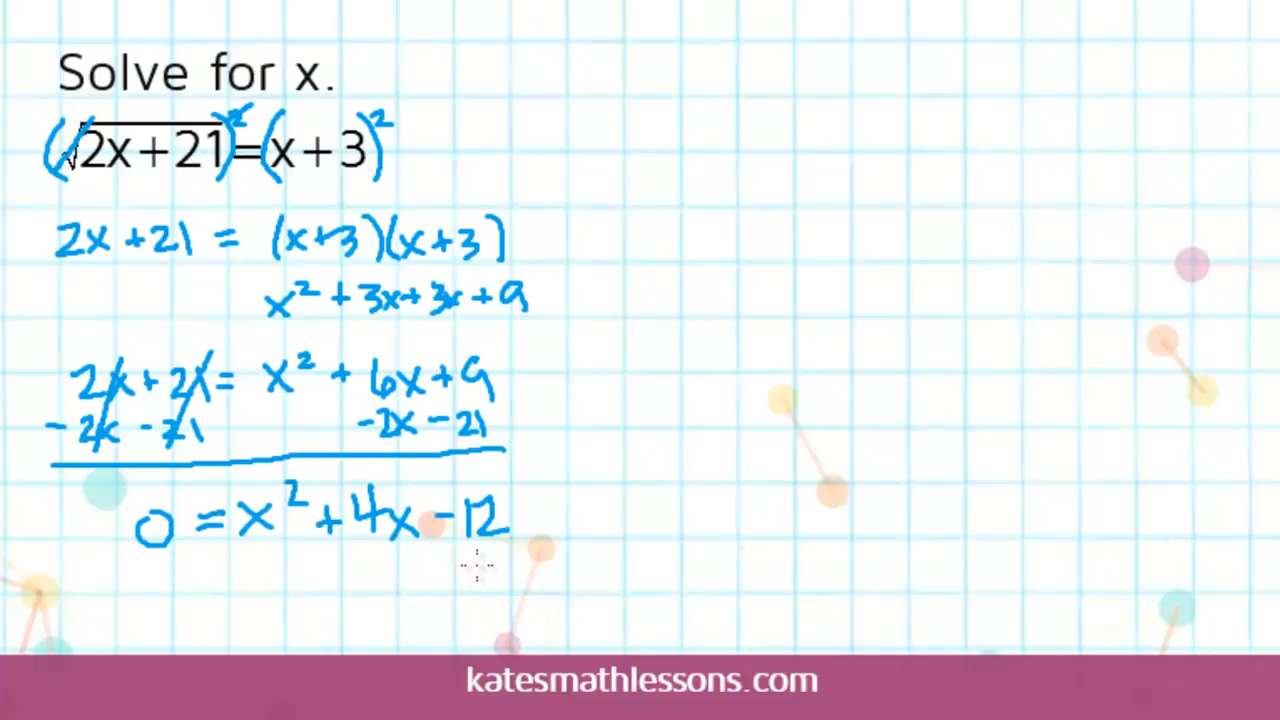 Solve for x.
(√2x+21)²=(x+3)²
2x+21 = (x+3)(x+3)
x²+3x+3x+9
2x+21= x²+6x+9
-2x-21 -2x-21
0=x²+4x-12
katesmathlessons.com